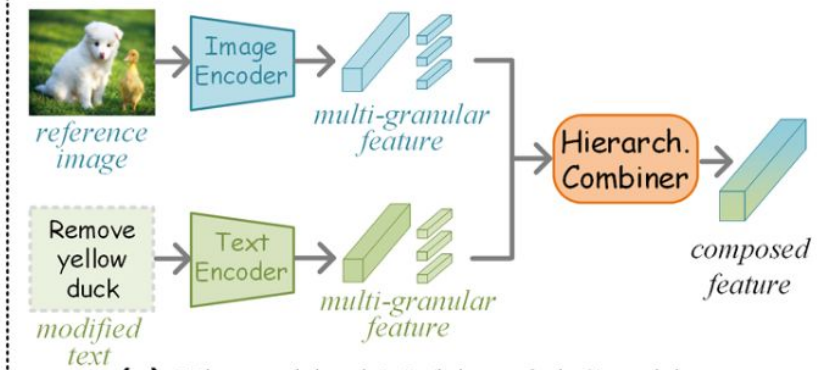 Image
Encoder
reference
image
multi-granular
feature
Hierarch.
Combiner
composed
feature
Remove
yellow
duck
modified
text
Text
Encoder
multi-granular
feature